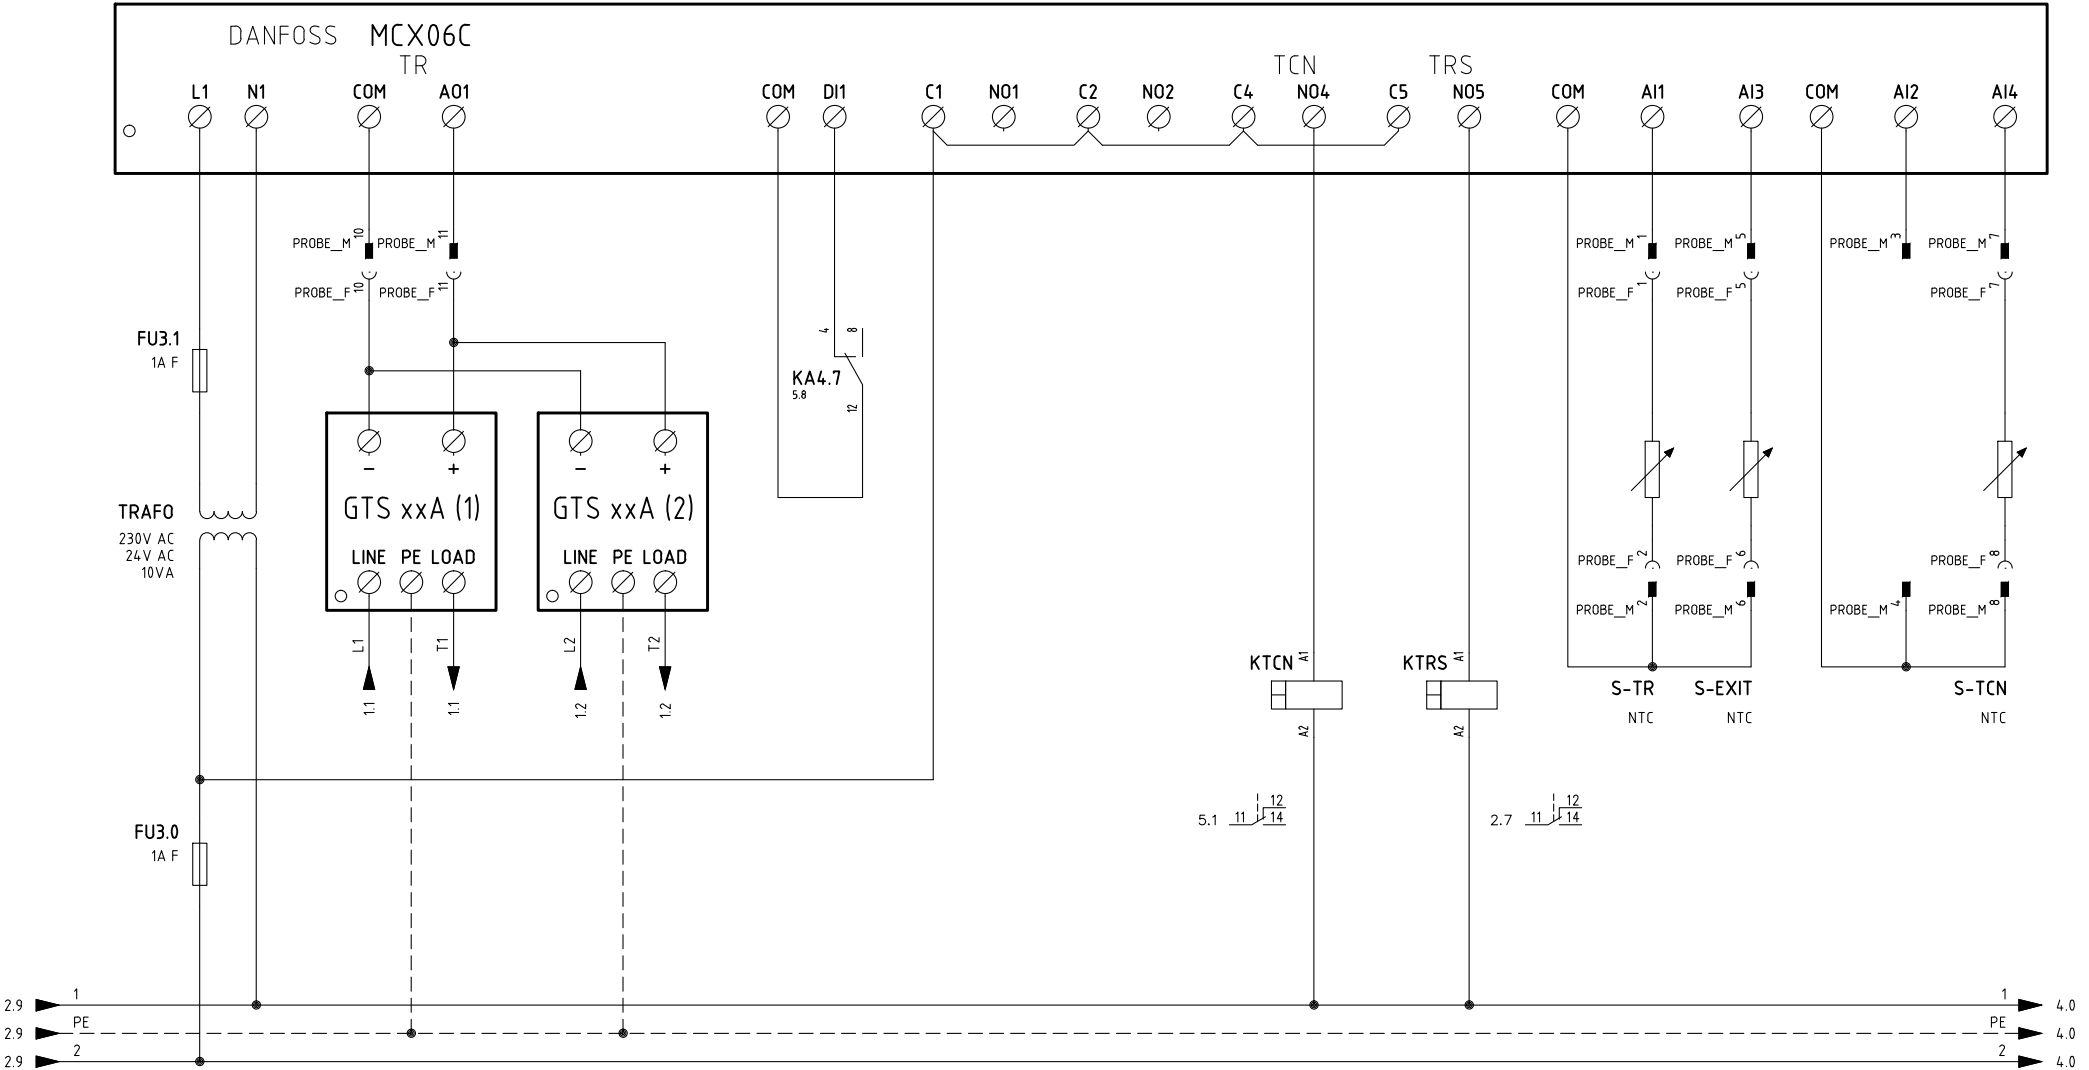 DANFOSS MCX06C
TR TCN TRS
L1 N1 COM AO1 COM DI1 C1 NO1 C2 NO2 C4 NO4 C5 NO5 COM AI1 AI3 COM AI2 AI4
PROBE_M 10 PROBE_M 11 PROBE_M 1 PROBE_M 5 PROBE_M 3 PROBE_M 7
PROBE_F 10 PROBE_F 11 PROBE_F 1 PROBE_F 5 PROBE_F 7
FU3.1
1A F
4 8
KA4.7
5.8
12
- + - +
GTS xxA (1) GTS xxA (2)
TRAFO
230V AC
24V AC
10VA
LINE PE LOAD LINE PE LOAD
PROBE_F 2 PROBE_F 6 PROBE_F 8
PROBE_M 2 PROBE_M 6 PROBE_M 4 PROBE_M 8
L1 T1 L2 T2
1.1 1.1 1.2 1.2
KTCN A1 KTRS A1
A2 A2
S-TR S-EXIT S-TCN
NTC NTC NTC
12 12
5.1 11 14 2.7 11 14
FU3.0
1A F
2.9 1 1 4.0
2.9 PE PE 4.0
2.9 2 2 4.0